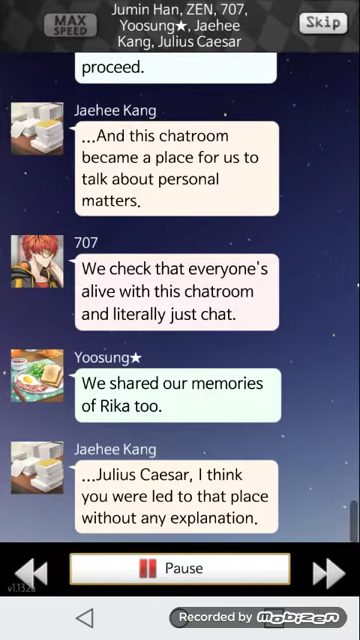 Jumin Han, ZEN, 707,
Yoosung★, Jaehee
Kang, Julius Caesar
MAX
SPEED
Skip
proceed.
Jaehee Kang
...And this chatroom
became a place for us to
talk about personal
matters.
707
We check that everyone's
alive with this chatroom
and literally just chat.
Yoosung★
We shared our memories
of Rika too.
Jaehee Kang
...Julius Caesar, I think
you were led to that place
without any explanation.
Pause
Recorded by Mobizen